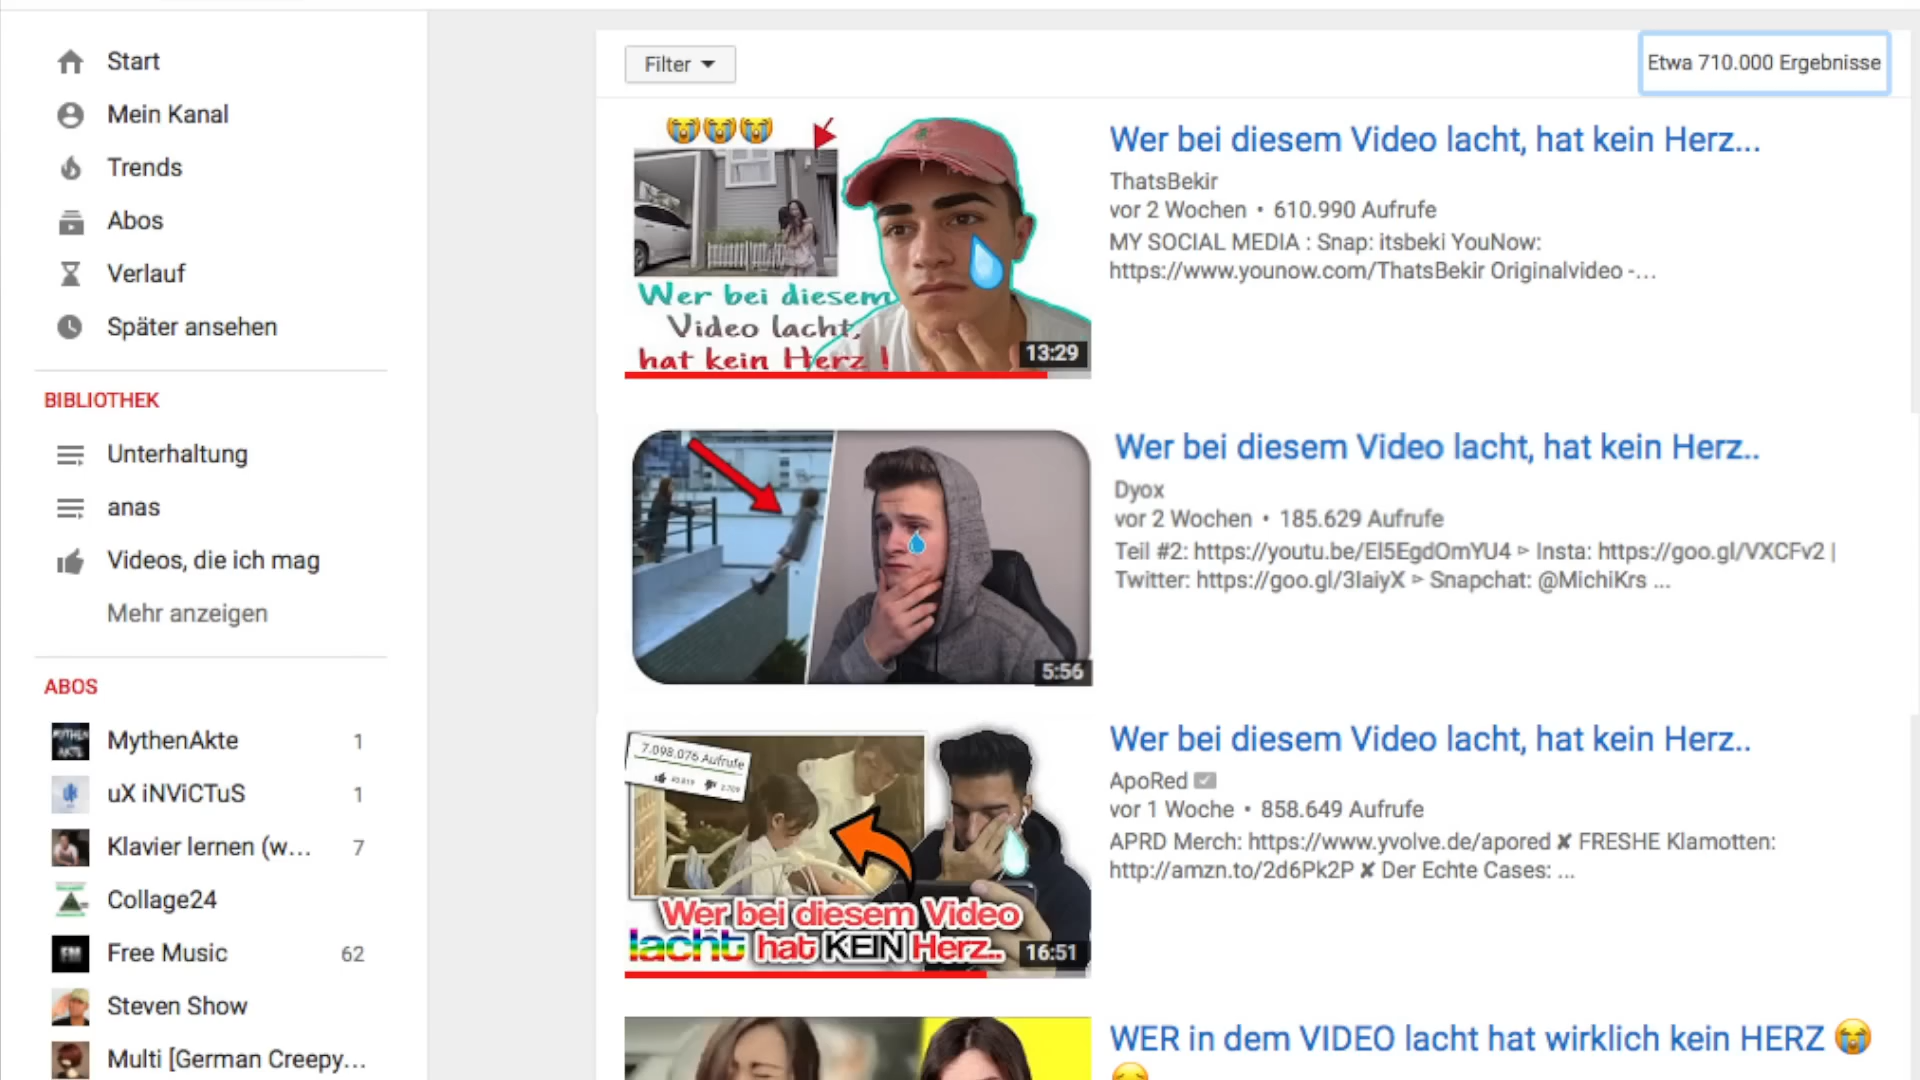 Start
Mein Kanal
Trends
Abos
Verlauf
Später ansehen
BIBLIOTHEK
Unterhaltung
anas
Videos, die ich mag
Mehr anzeigen
ABOS
MythenAkte 1
uX iNViCTuS 1
Klavier lernen (w... 7
Collage24
Free Music 62
Steven Show
Multi [German Creepy...
Filter
Etwa 710.000 Ergebnisse
Wer bei diesem
Video lacht,
hat kein Herz !
13:29
Wer bei diesem Video lacht, hat kein Herz...
ThatsBekir
vor 2 Wochen • 610.990 Aufrufe
MY SOCIAL MEDIA : Snap: itsbeki YouNow:
https://www.younow.com/ThatsBekir Originalvideo -...
5:56
Wer bei diesem Video lacht, hat kein Herz..
Dyox
vor 2 Wochen • 185.629 Aufrufe
Teil #2: https://youtu.be/El5EgdOmYU4 ▻ Insta: https://goo.gl/VXCFv2 |
Twitter: https://goo.gl/3laiyX ▻ Snapchat: @MichiKrs ...
7.098.076 Aufrufe
Wer bei diesem Video
lacht hat KEIN Herz..
16:51
Wer bei diesem Video lacht, hat kein Herz..
ApoRed
vor 1 Woche • 858.649 Aufrufe
APRD Merch: https://www.yvolve.de/apored ✘ FRESHE Klamotten:
http://amzn.to/2d6Pk2P ✘ Der Echte Cases: ...
WER in dem VIDEO lacht hat wirklich kein HERZ 😭